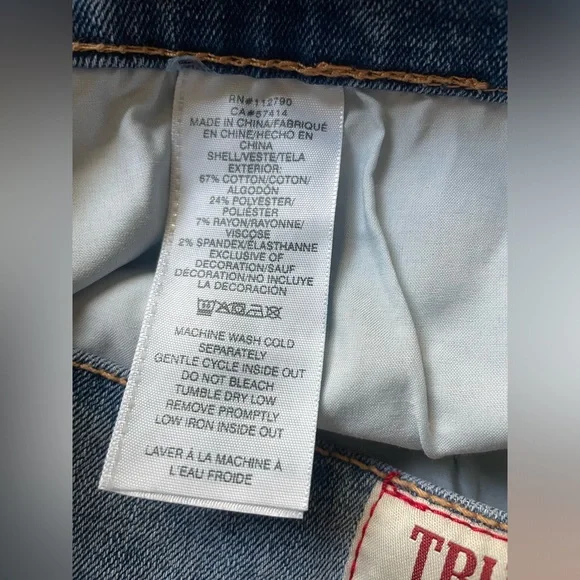 RN#112790
CA#57414
MADE IN CHINA/FABRIQUÉ
EN CHINE/HECHO EN
CHINA
SHELL/VESTE/TELA
EXTERIOR:
67% COTTON/COTON/
ALGODÓN
24% POLYESTER/
POLIÉSTER
7% RAYON/RAYONNE/
VISCOSE
2% SPANDEX/ÉLASTHANNE
EXCLUSIVE OF
DECORATION/SAUF
DÉCORATION/NO INCLUYE
LA DECORACIÓN
MACHINE WASH COLD
SEPARATELY
GENTLE CYCLE INSIDE OUT
DO NOT BLEACH
TUMBLE DRY LOW
REMOVE PROMPTLY
LOW IRON INSIDE OUT
LAVER À LA MACHINE À
L'EAU FROIDE